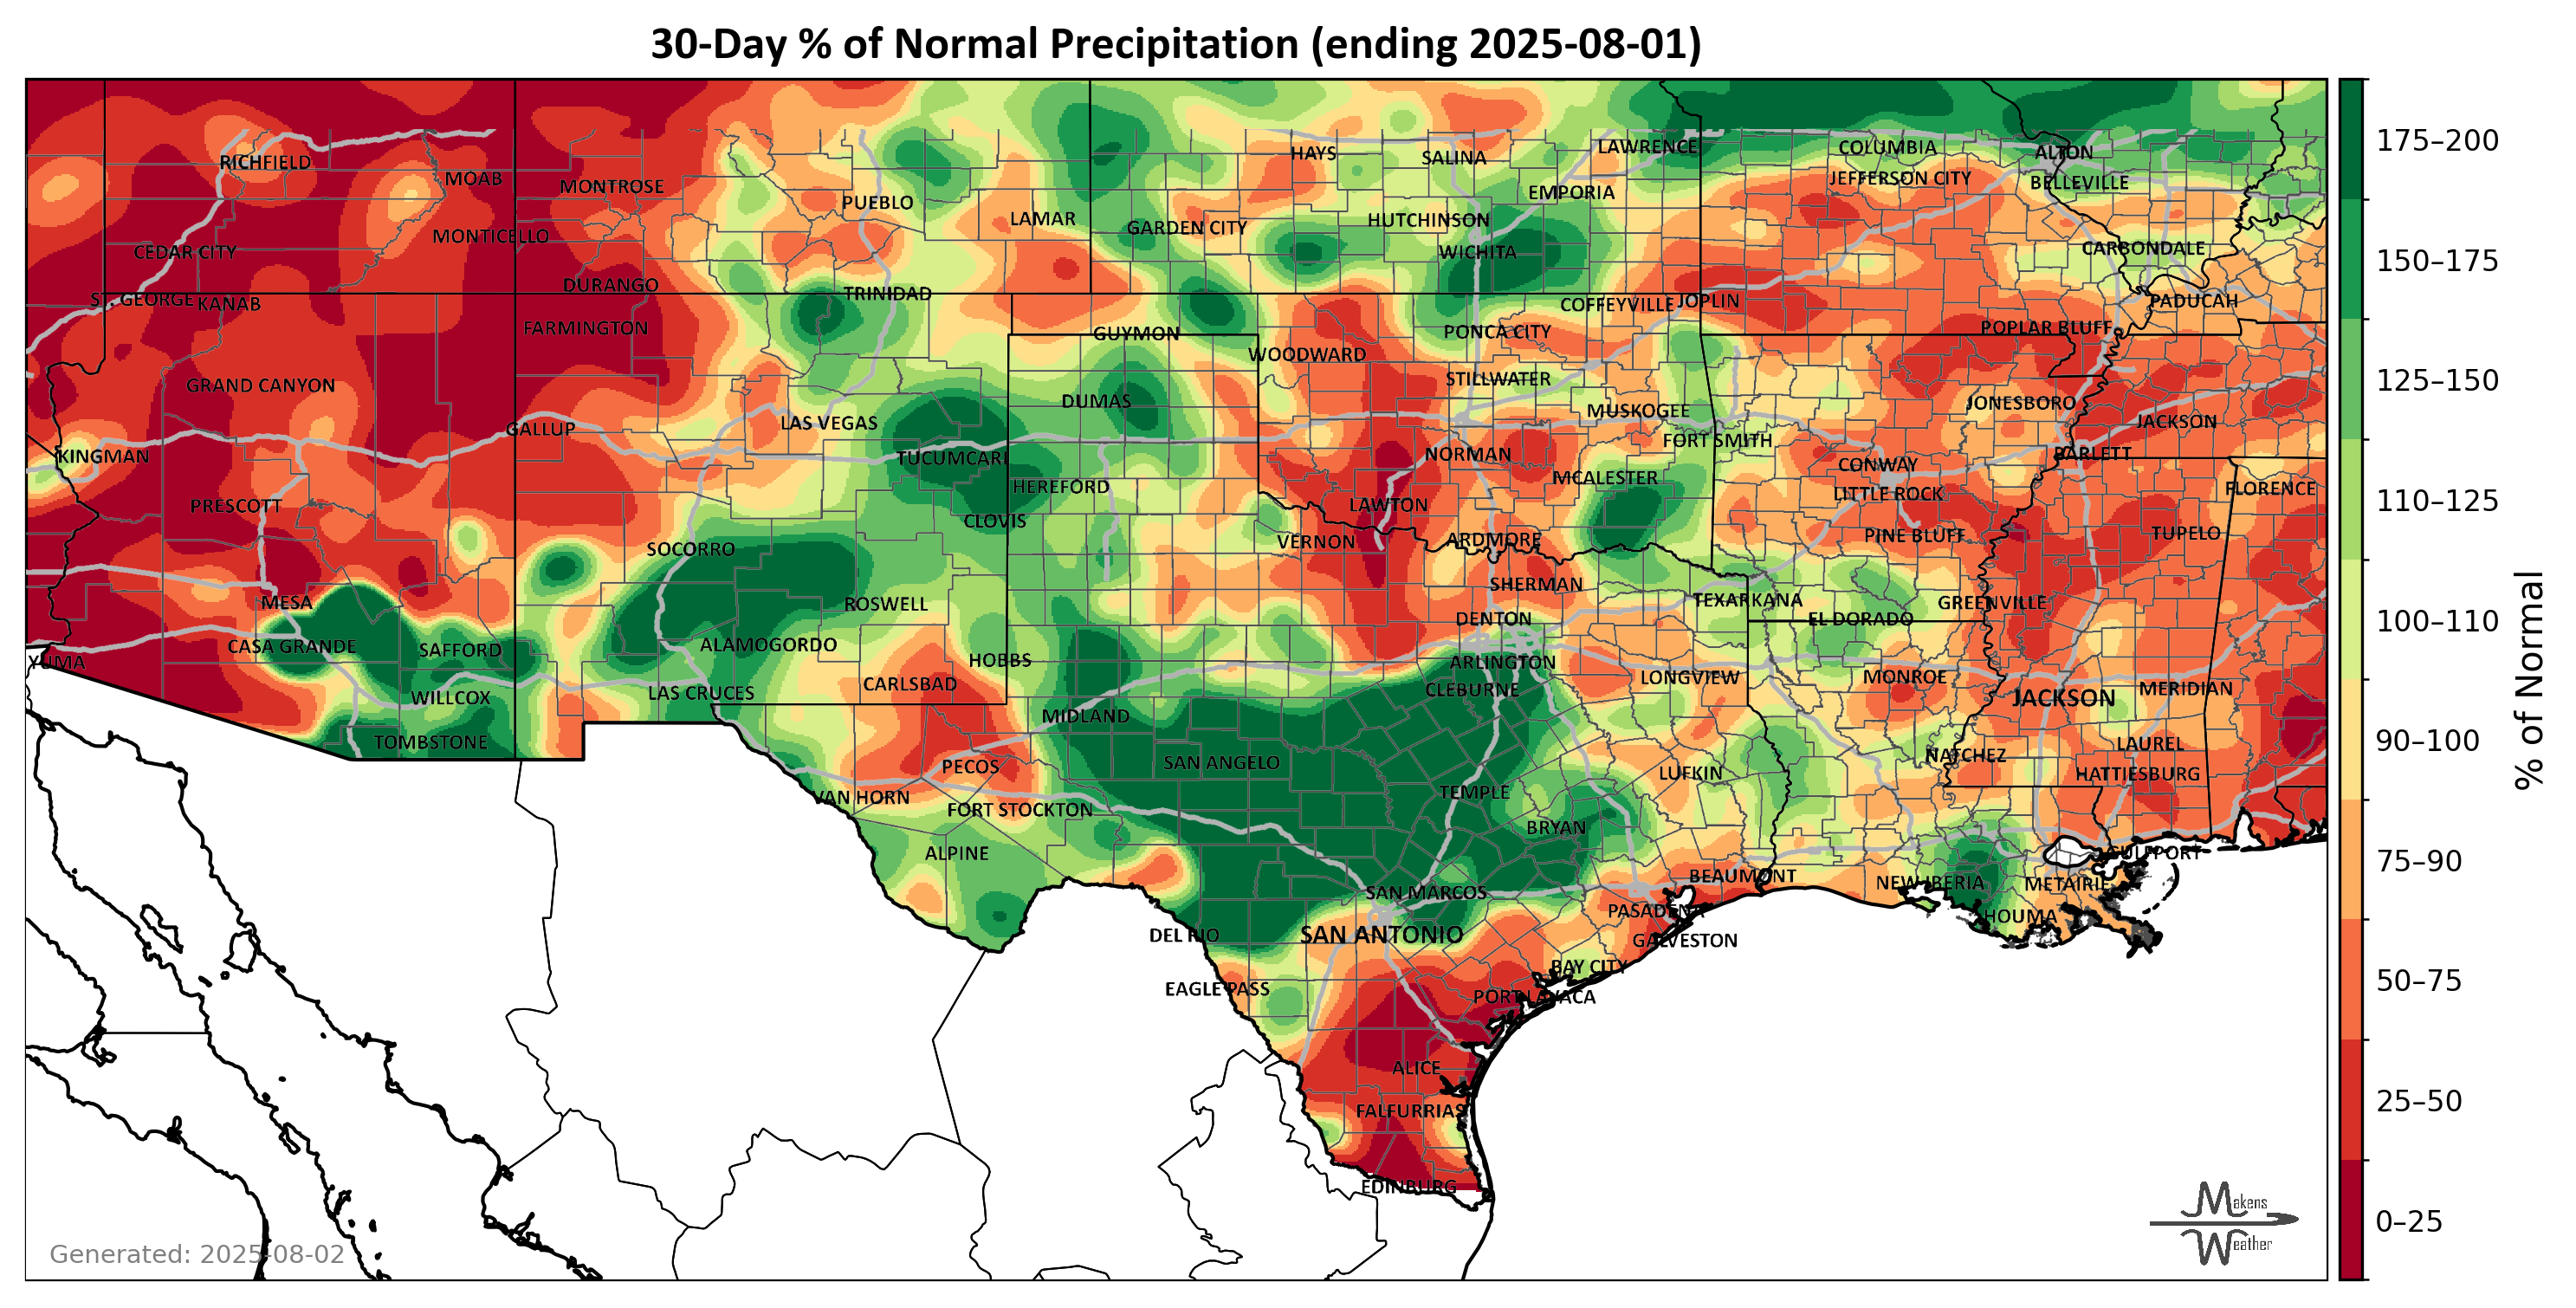 30-Day % of Normal Precipitation (ending 2025-08-01)
HAYS
SALINA
LAWRENCE
COLUMBIA
ALTON
RICHFIELD
MOAB
MONTROSE
JEFFERSON CITY
BELLEVILLE
PUEBLO
EMPORIA
LAMAR
GARDEN CITY
HUTCHINSON
MONTICELLO
CEDAR CITY
WICHITA
CARBONDALE
DURANGO
TRINIDAD
ST. GEORGE
KANAB
COFFEYVILLE
JOPLIN
PADUCAH
FARMINGTON
GUYMON
PONCA CITY
POPLAR BLUFF
WOODWARD
GRAND CANYON
STILLWATER
DUMAS
JONESBORO
LAS VEGAS
MUSKOGEE
JACKSON
GALLUP
FORT SMITH
KINGMAN
TUCUMCARI
NORMAN
BARLETT
CONWAY
MCALESTER
HEREFORD
LITTLE ROCK
FLORENCE
PRESCOTT
LAWTON
CLOVIS
PINE BLUFF
TUPELO
SOCORRO
VERNON
ARDMORE
SHERMAN
MESA
ROSWELL
TEXARKANA
GREENVILLE
DENTON
EL DORADO
CASA GRANDE
SAFFORD
ALAMOGORDO
HOBBS
YUMA
ARLINGTON
CARLSBAD
LONGVIEW
MONROE
CLEBURNE
MERIDIAN
WILLCOX
LAS CRUCES
JACKSON
MIDLAND
TOMBSTONE
LAUREL
NATCHEZ
PECOS
SAN ANGELO
LUFKIN
HATTIESBURG
TEMPLE
VAN HORN
FORT STOCKTON
BRYAN
ALPINE
GULFPORT
BEAUMONT
NEW IBERIA
METAIRIE
SAN MARCOS
PASADENA
HOUMA
DEL RIO
SAN ANTONIO
GALVESTON
BAY CITY
EAGLE PASS
PORT LAVACA
ALICE
FALFURRIAS
EDINBURG
175–200
150–175
125–150
110–125
100–110
90–100
75–90
50–75
25–50
0–25
% of Normal
Generated: 2025-08-02
Makens
Weather